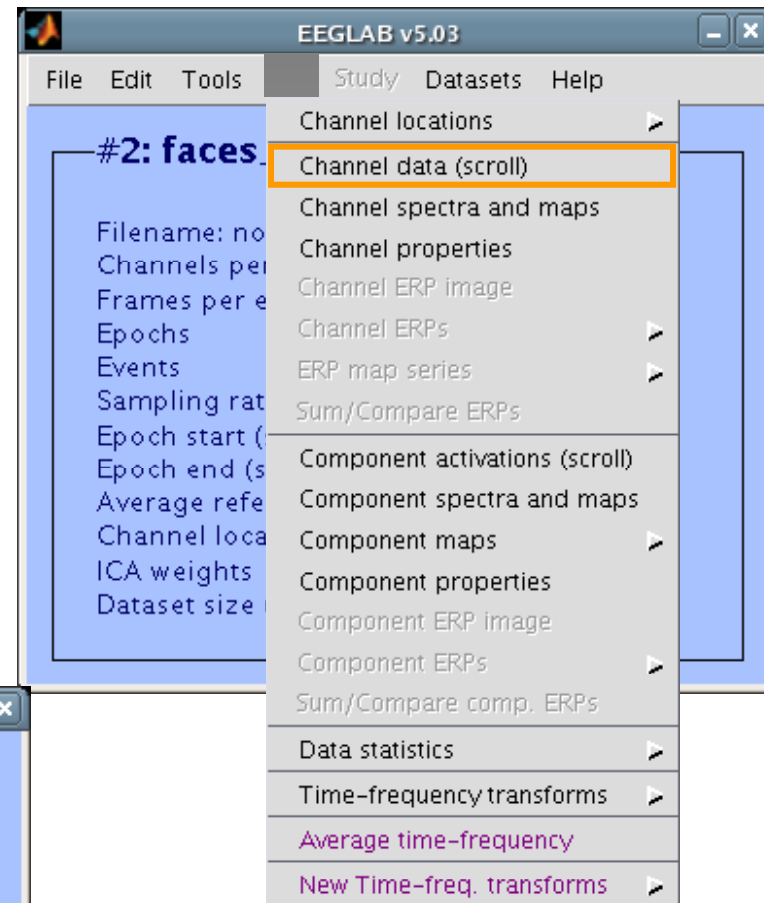 EEGLAB v5.03
File Edit Tools Study Datasets Help
#2: faces_
Filename: no
Channels per
Frames per e
Epochs
Events
Sampling rat
Epoch start (
Epoch end (s
Average refe
Channel loca
ICA weights
Dataset size
Channel locations
Channel data (scroll)
Channel spectra and maps
Channel properties
Channel ERP image
Channel ERPs
ERP map series
Sum/Compare ERPs
Component activations (scroll)
Component spectra and maps
Component maps
Component properties
Component ERP image
Component ERPs
Sum/Compare comp. ERPs
Data statistics
Time-frequency transforms
Average time-frequency
New Time-freq. transforms